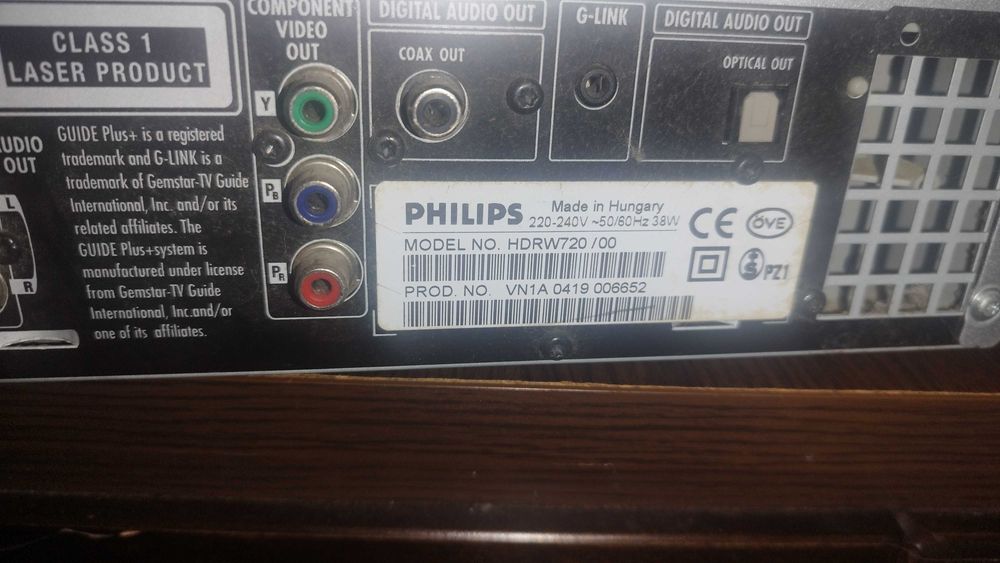 CLASS 1
LASER PRODUCT
COMPONENT
VIDEO
OUT
DIGITAL AUDIO OUT
COAX OUT
G-LINK
DIGITAL AUDIO OUT
OPTICAL OUT
Y
PB
PR
OUT
L
R
GUIDE Plus+ is a registered
trademark and G-LINK is a
trademark of Gemstar-TV Guide
International, Inc. and/or its
related affiliates. The
GUIDE Plus+system is
manufactured under license
from Gemstar-TV Guide
International, Inc.and/or
one of its affiliates.
PHILIPS
Made in Hungary
220-240V ~50/60Hz 38W
MODEL NO. HDRW720 /00
PROD. NO. VN1A 0419 006652
CE
ÖVE
S
PZ1